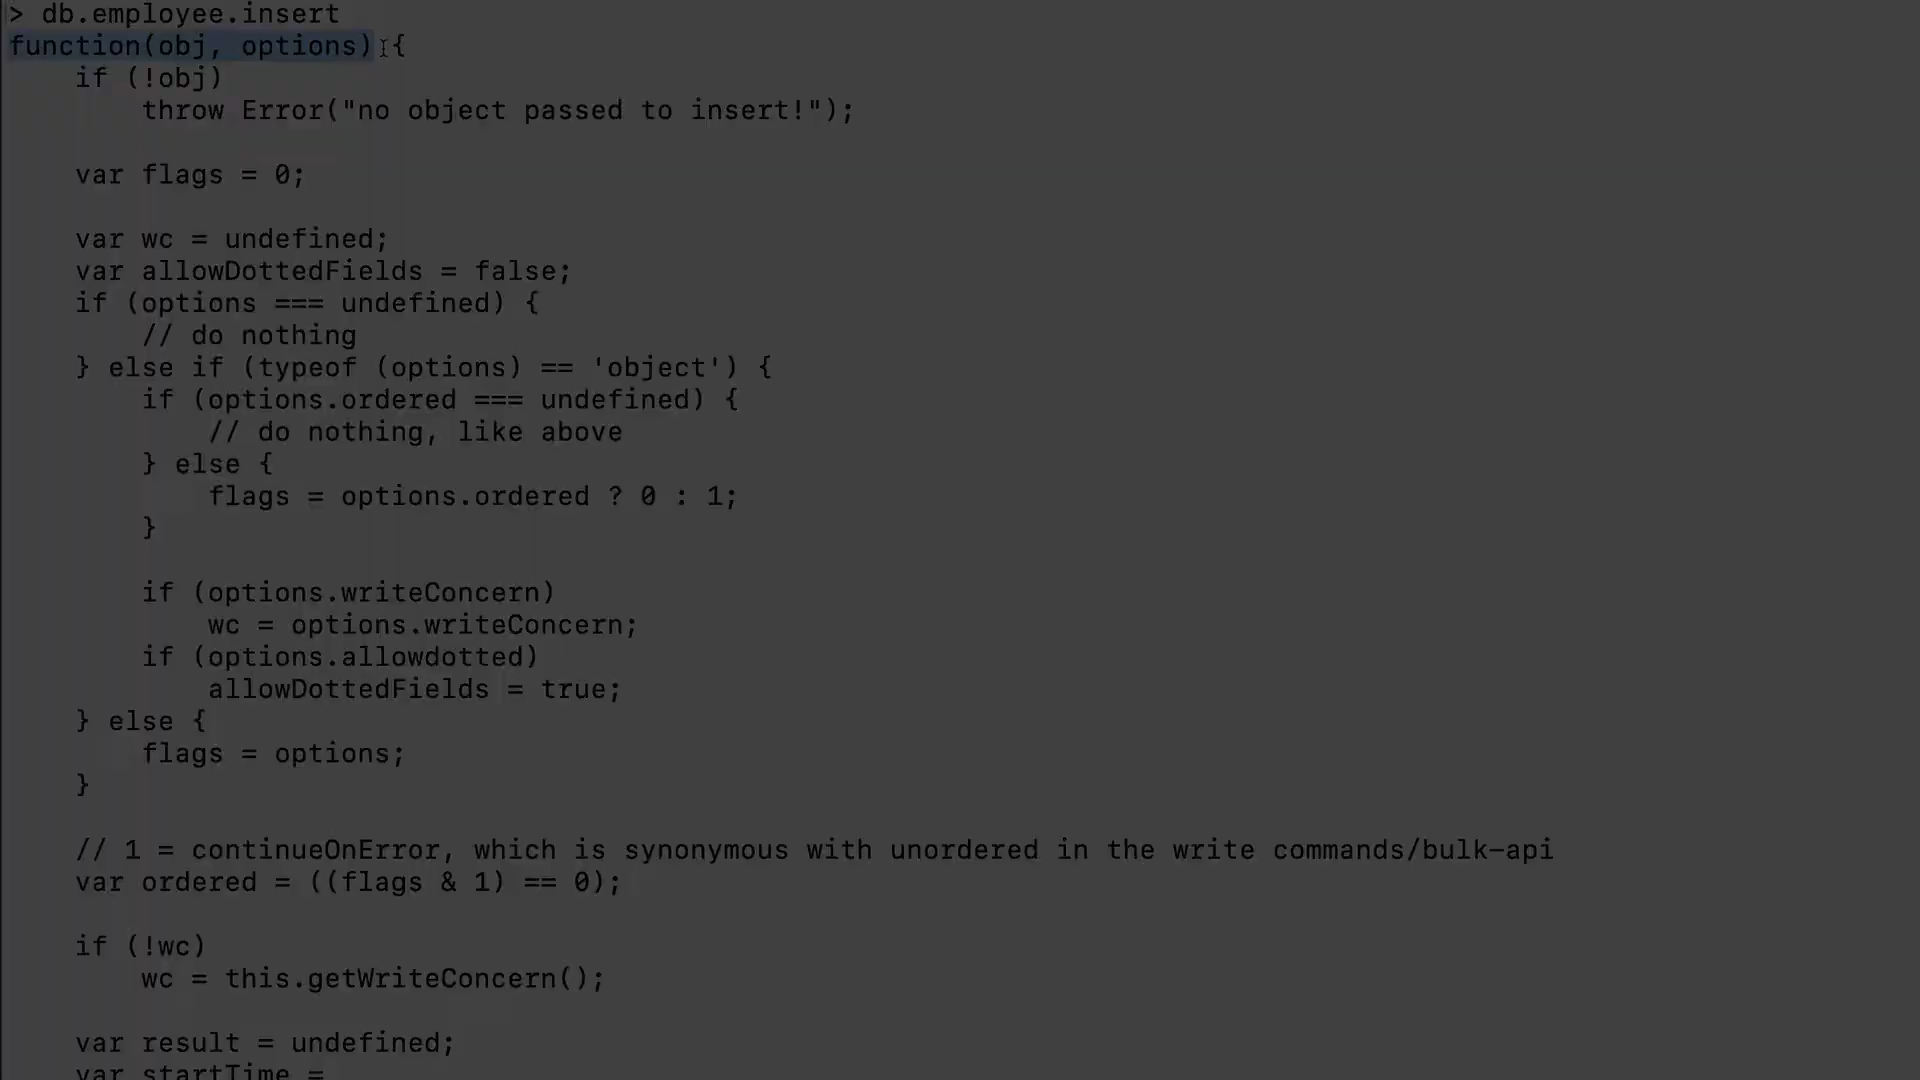 > db.employee.insert
function(obj, options) {
    if (!obj)
        throw Error("no object passed to insert!");

    var flags = 0;

    var wc = undefined;
    var allowDottedFields = false;
    if (options === undefined) {
        // do nothing
    } else if (typeof (options) == 'object') {
        if (options.ordered === undefined) {
            // do nothing, like above
        } else {
            flags = options.ordered ? 0 : 1;
        }

        if (options.writeConcern)
            wc = options.writeConcern;
        if (options.allowdotted)
            allowDottedFields = true;
    } else {
        flags = options;
    }

    // 1 = continueOnError, which is synonymous with unordered in the write commands/bulk-api
    var ordered = ((flags & 1) == 0);

    if (!wc)
        wc = this.getWriteConcern();

    var result = undefined;
    var startTime =